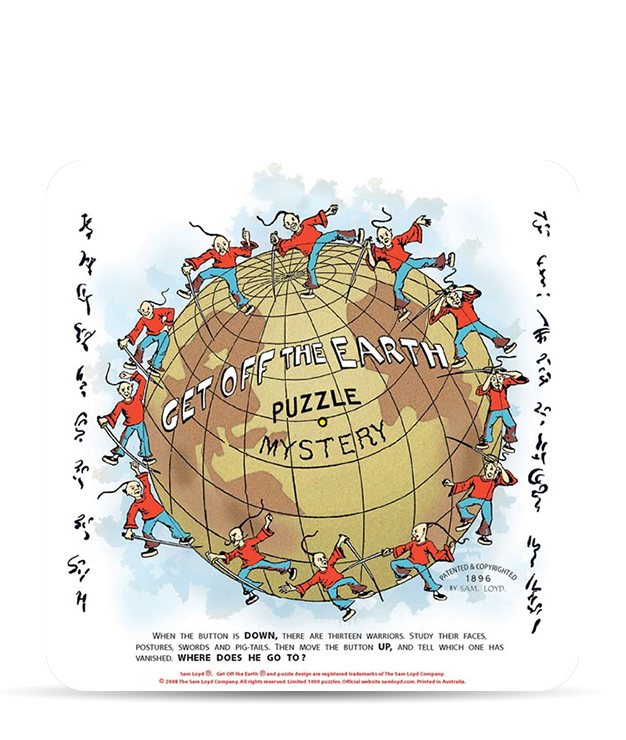 GET OFF THE EARTH
PUZZLE
MYSTERY
PATENTED & COPYRIGHTED
1896
BY SAM. LOYD.
WHEN THE BUTTON IS DOWN, THERE ARE THIRTEEN WARRIORS. STUDY THEIR FACES,
POSTURES, SWORDS AND PIG-TAILS. THEN MOVE THE BUTTON UP, AND TELL WHICH ONE HAS
VANISHED. WHERE DOES HE GO TO?
Sam Loyd®, Get Off the Earth® and puzzle design are registered trademarks of The Sam Loyd Company.
© 2008 The Sam Loyd Company. All rights reserved. Limited 1000 puzzles. Official website samloyd.com. Printed in Australia.